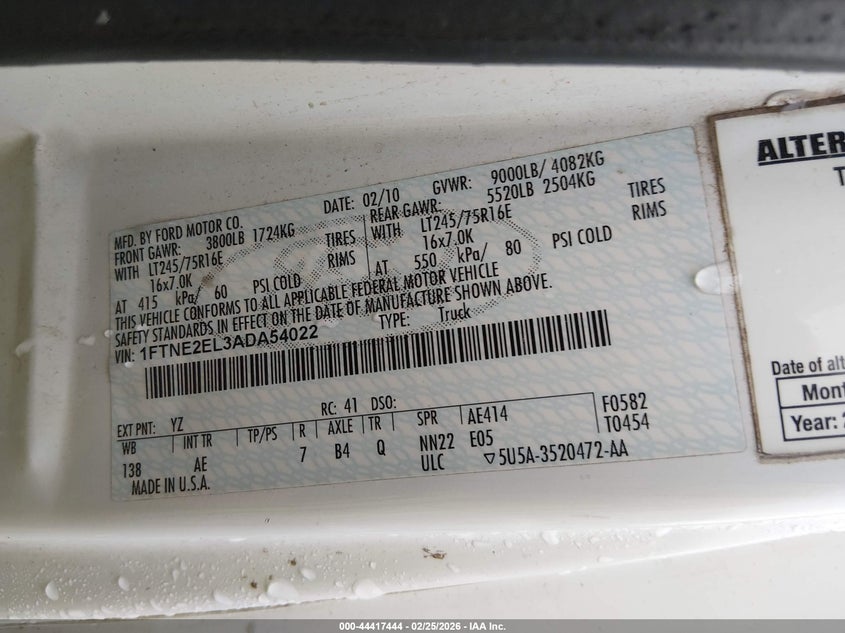 MFD. BY FORD MOTOR CO.
DATE: 02/10
GVWR: 9000LB/ 4082KG
FRONT GAWR: 3800LB 1724KG
REAR GAWR: 5520LB 2504KG
WITH LT245/75R16E TIRES
WITH LT245/75R16E TIRES
16x7.0K RIMS
16x7.0K RIMS
AT 415 kPa/ 60 PSI COLD
AT 550 kPa/ 80 PSI COLD
THIS VEHICLE CONFORMS TO ALL APPLICABLE FEDERAL MOTOR VEHICLE
SAFETY STANDARDS IN EFFECT ON THE DATE OF MANUFACTURE SHOWN ABOVE.
VIN: 1FTNE2EL3ADA54022
TYPE: Truck
EXT PNT: YZ RC: 41 DSO:
WB INT TR TP/PS R AXLE TR SPR AE414 F0582
138 AE 7 B4 Q NN22 E05 T0454
ULC ▽5U5A-3520472-AA
MADE IN U.S.A.
ALTER
T
Date of alt
Mont
Year: 2
000-44417444 - 02/25/2026 - IAA Inc.